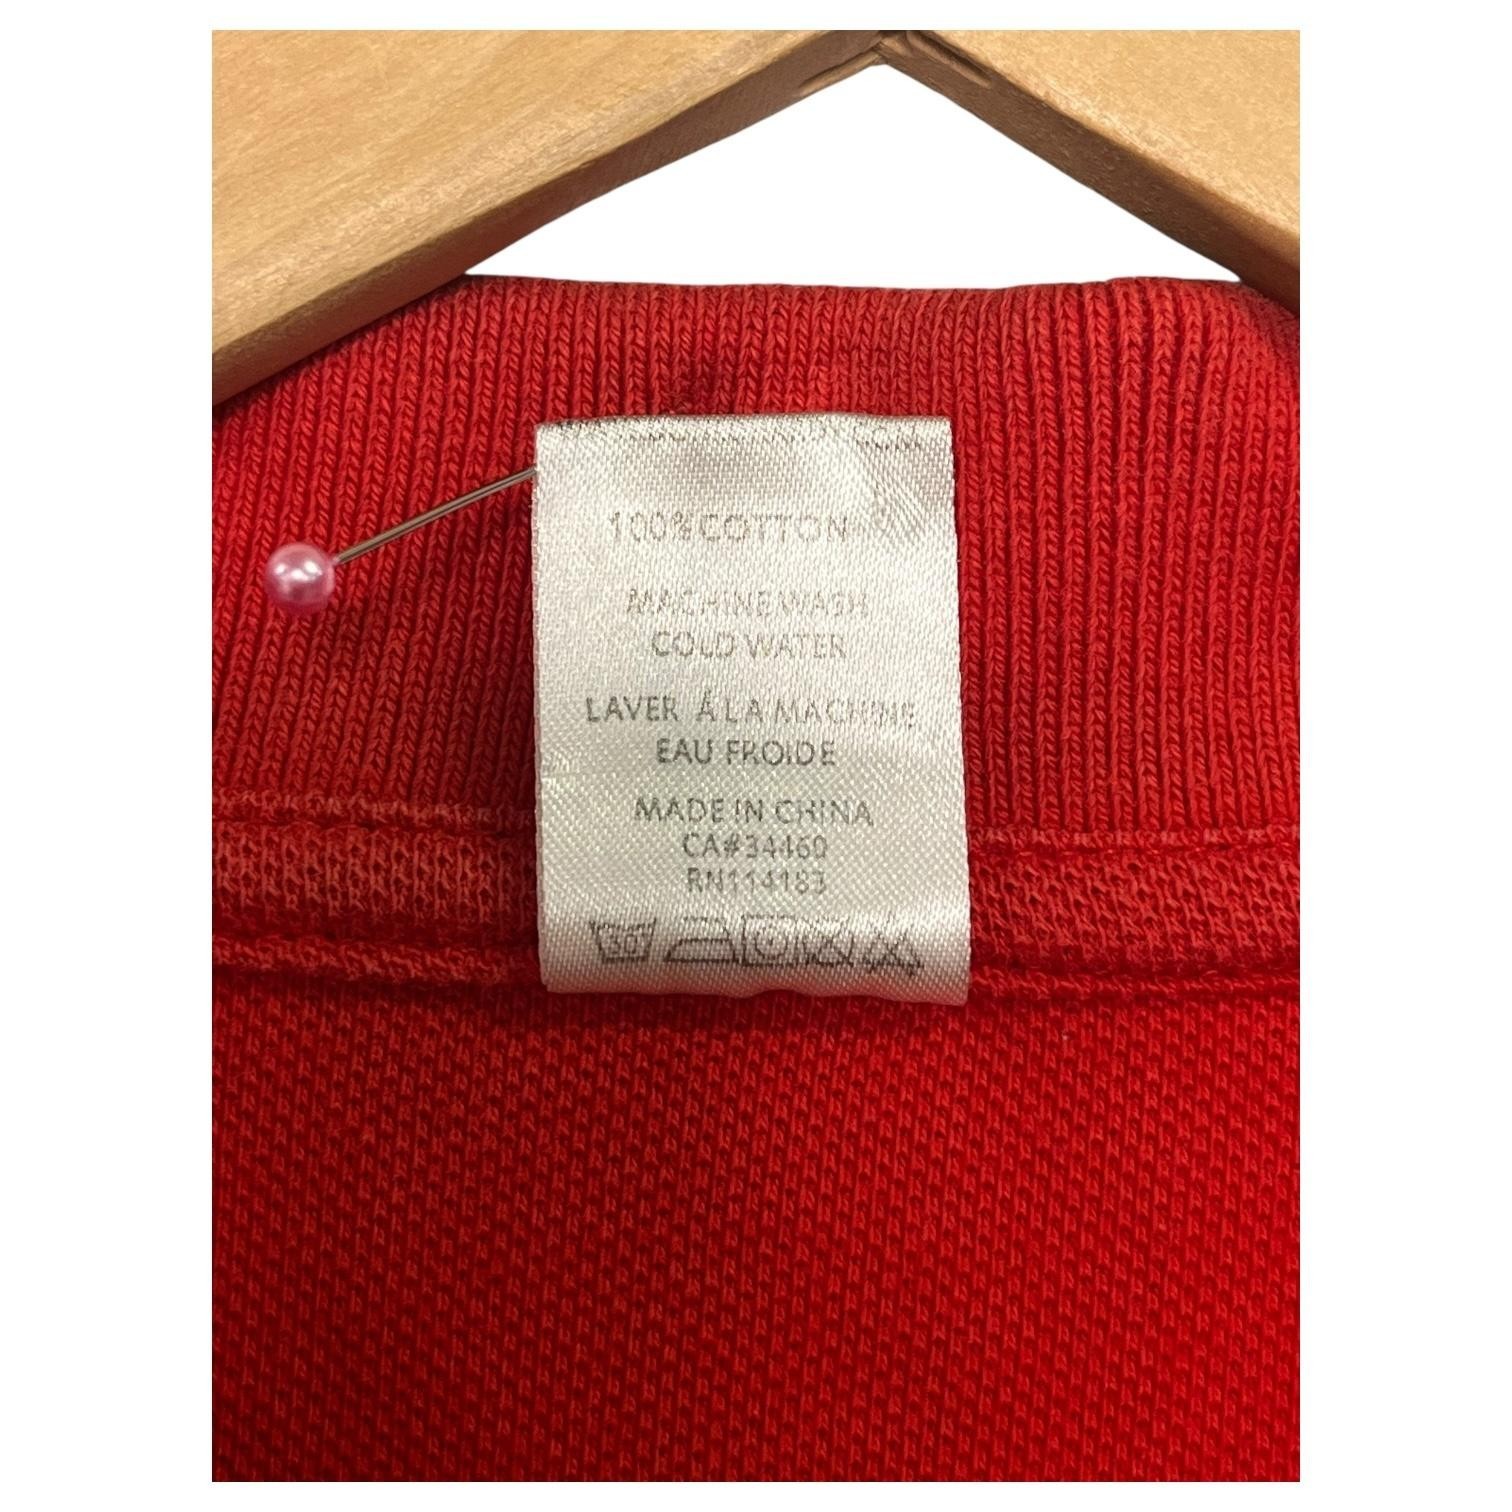 100% COTTON
MACHINE WASH
COLD WATER
LAVER Á LA MACHINE
EAU FROIDE
MADE IN CHINA
CA#34460
RN114183
30